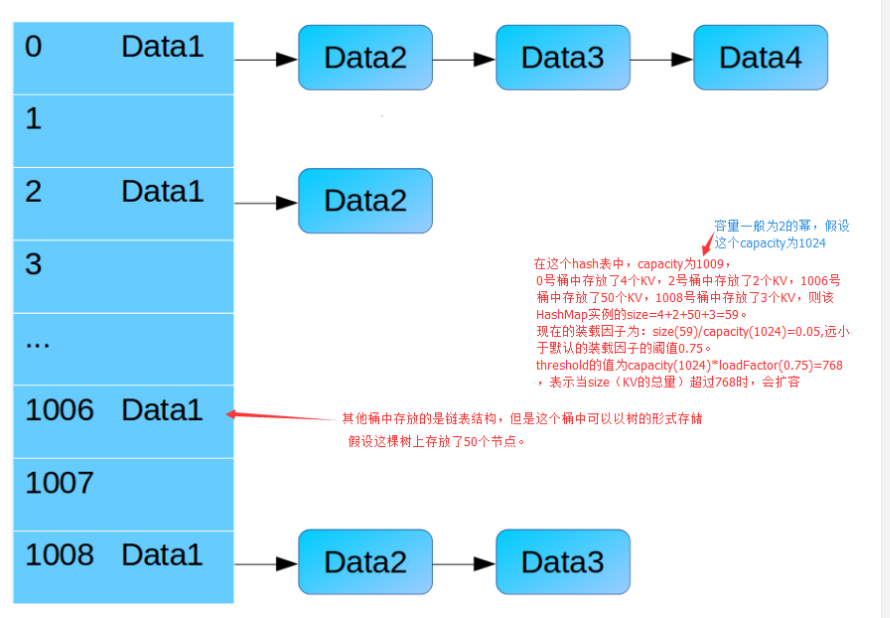 0 Data1 Data2 Data3 Data4
1
2 Data1 Data2
3
容量一般为2的幂，假设
这个capacity为1024
在这个hash表中，capacity为1009，
0号桶中存放了4个KV，2号桶中存放了2个KV，1006号
桶中存放了50个KV，1008号桶中存放了3个KV，则该
HashMap实例的size=4+2+50+3=59。
现在的装载因子为：size(59)/capacity(1024)=0.05,远小
于默认的装载因子的阈值0.75。
threshold的值为capacity(1024)*loadFactor(0.75)=768
，表示当size（KV的总量）超过768时，会扩容
...
1006 Data1
其他桶中存放的是链表结构，但是这个桶中可以以树的形式存储
假设这棵树上存放了50个节点。
1007
1008 Data1 Data2 Data3